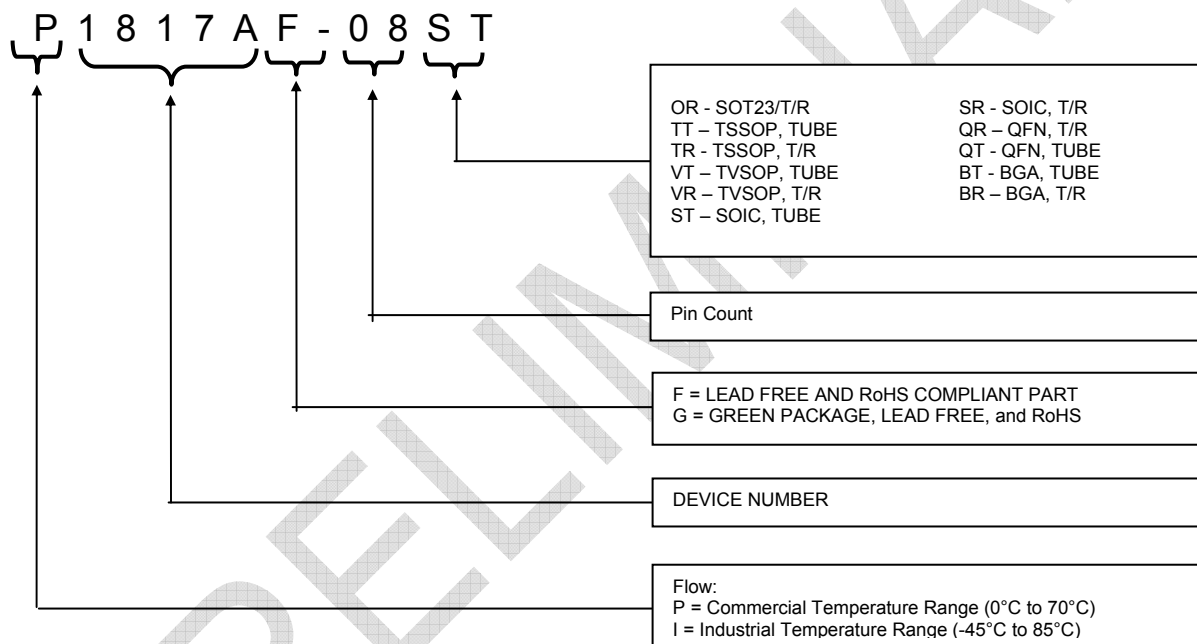 P 1 8 1 7 A F - 0 8 S T
OR - SOT23/T/R
TT – TSSOP, TUBE
TR - TSSOP, T/R
VT – TVSOP, TUBE
VR – TVSOP, T/R
ST – SOIC, TUBE
SR - SOIC, T/R
QR – QFN, T/R
QT - QFN, TUBE
BT - BGA, TUBE
BR – BGA, T/R
Pin Count
F = LEAD FREE AND RoHS COMPLIANT PART
G = GREEN PACKAGE, LEAD FREE, and RoHS
DEVICE NUMBER
Flow:
P = Commercial Temperature Range (0°C to 70°C)
I = Industrial Temperature Range (-45°C to 85°C)